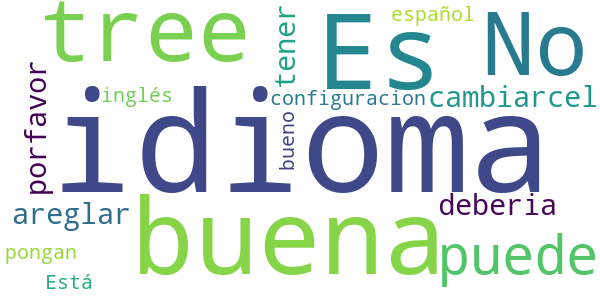 tree
Es
No
español
tener
inglés
configuracion
cambiarcel
porfavor
idioma
bueno
areglar
buena
deberia
puede
pongan
Está